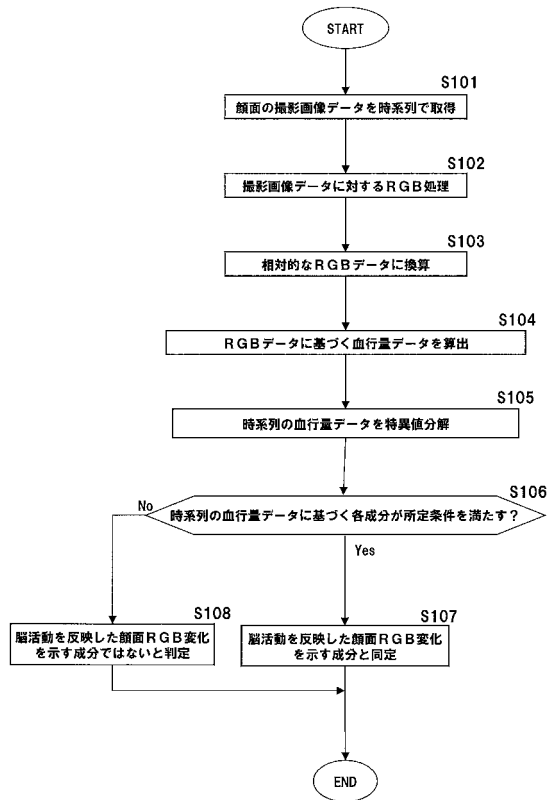 START
S101
顔面の撮影画像データを時系列で取得
S102
撮影画像データに対するRGB処理
S103
相対的なRGBデータに換算
S104
RGBデータに基づく血行量データを算出
S105
時系列の血行量データを特異値分解
S106
時系列の血行量データに基づく各成分が所定条件を満たす?
No
Yes
S108
脳活動を反映した顔面RGB変化
を示す成分ではないと判定
S107
脳活動を反映した顔面RGB変化
を示す成分と同定
END